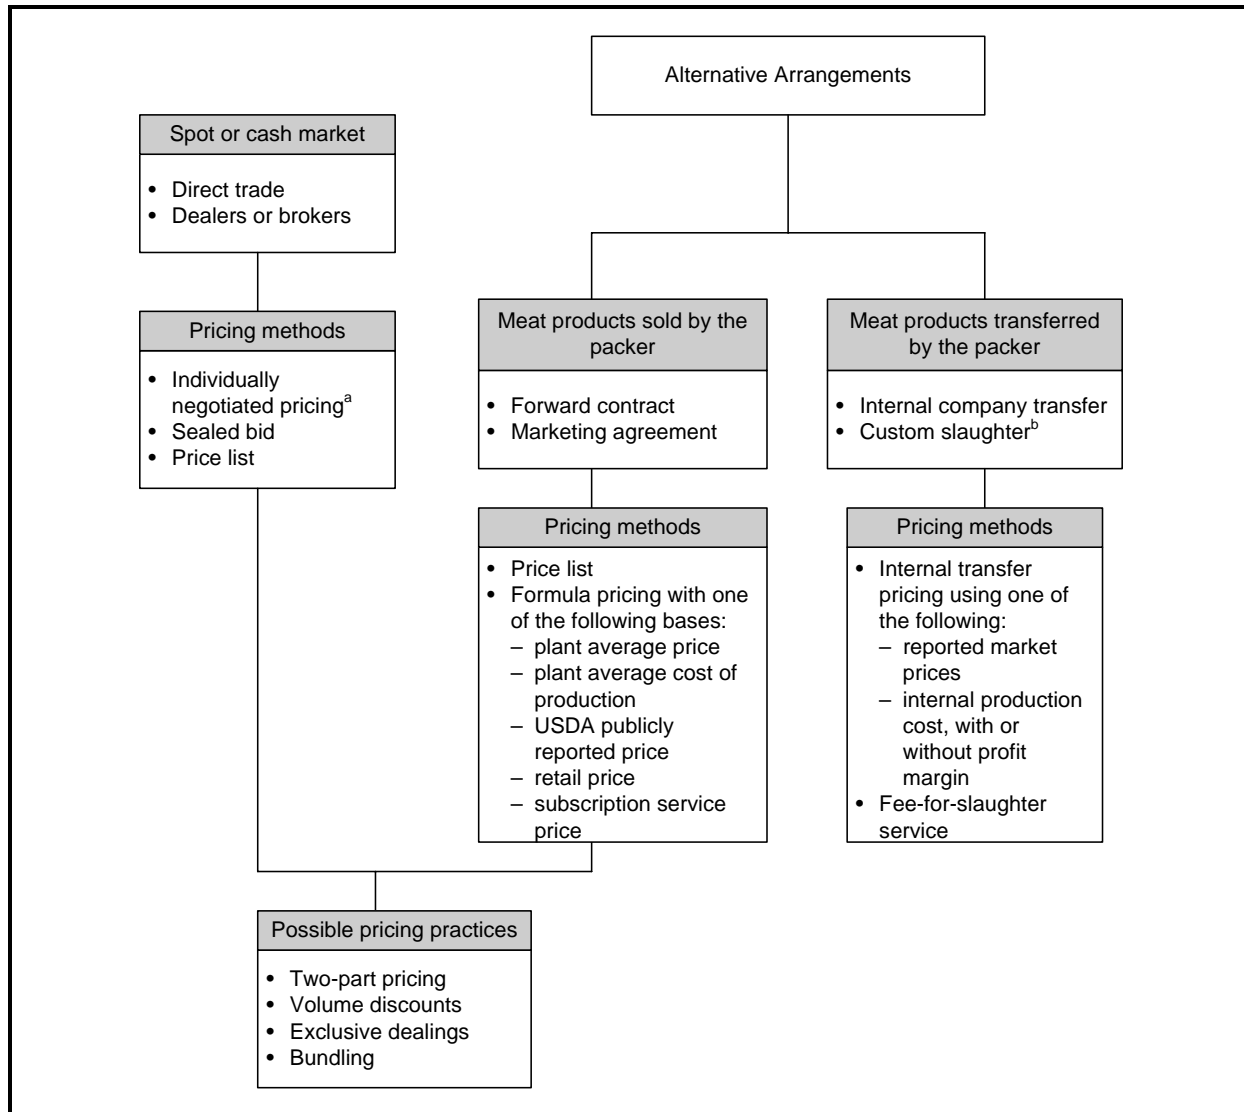 Alternative Arrangements
Spot or cash market
• Direct trade
• Dealers or brokers
Pricing methods
• Individually
negotiated pricingᵃ
• Sealed bid
• Price list
Meat products sold by the
packer
• Forward contract
• Marketing agreement
Meat products transferred
by the packer
• Internal company transfer
• Custom slaughterᵇ
Pricing methods
• Price list
• Formula pricing with one
of the following bases:
– plant average price
– plant average cost of
production
– USDA publicly
reported price
– retail price
– subscription service
price
Pricing methods
• Internal transfer
pricing using one of
the following:
– reported market
prices
– internal production
cost, with or
without profit
margin
• Fee-for-slaughter
service
Possible pricing practices
• Two-part pricing
• Volume discounts
• Exclusive dealings
• Bundling